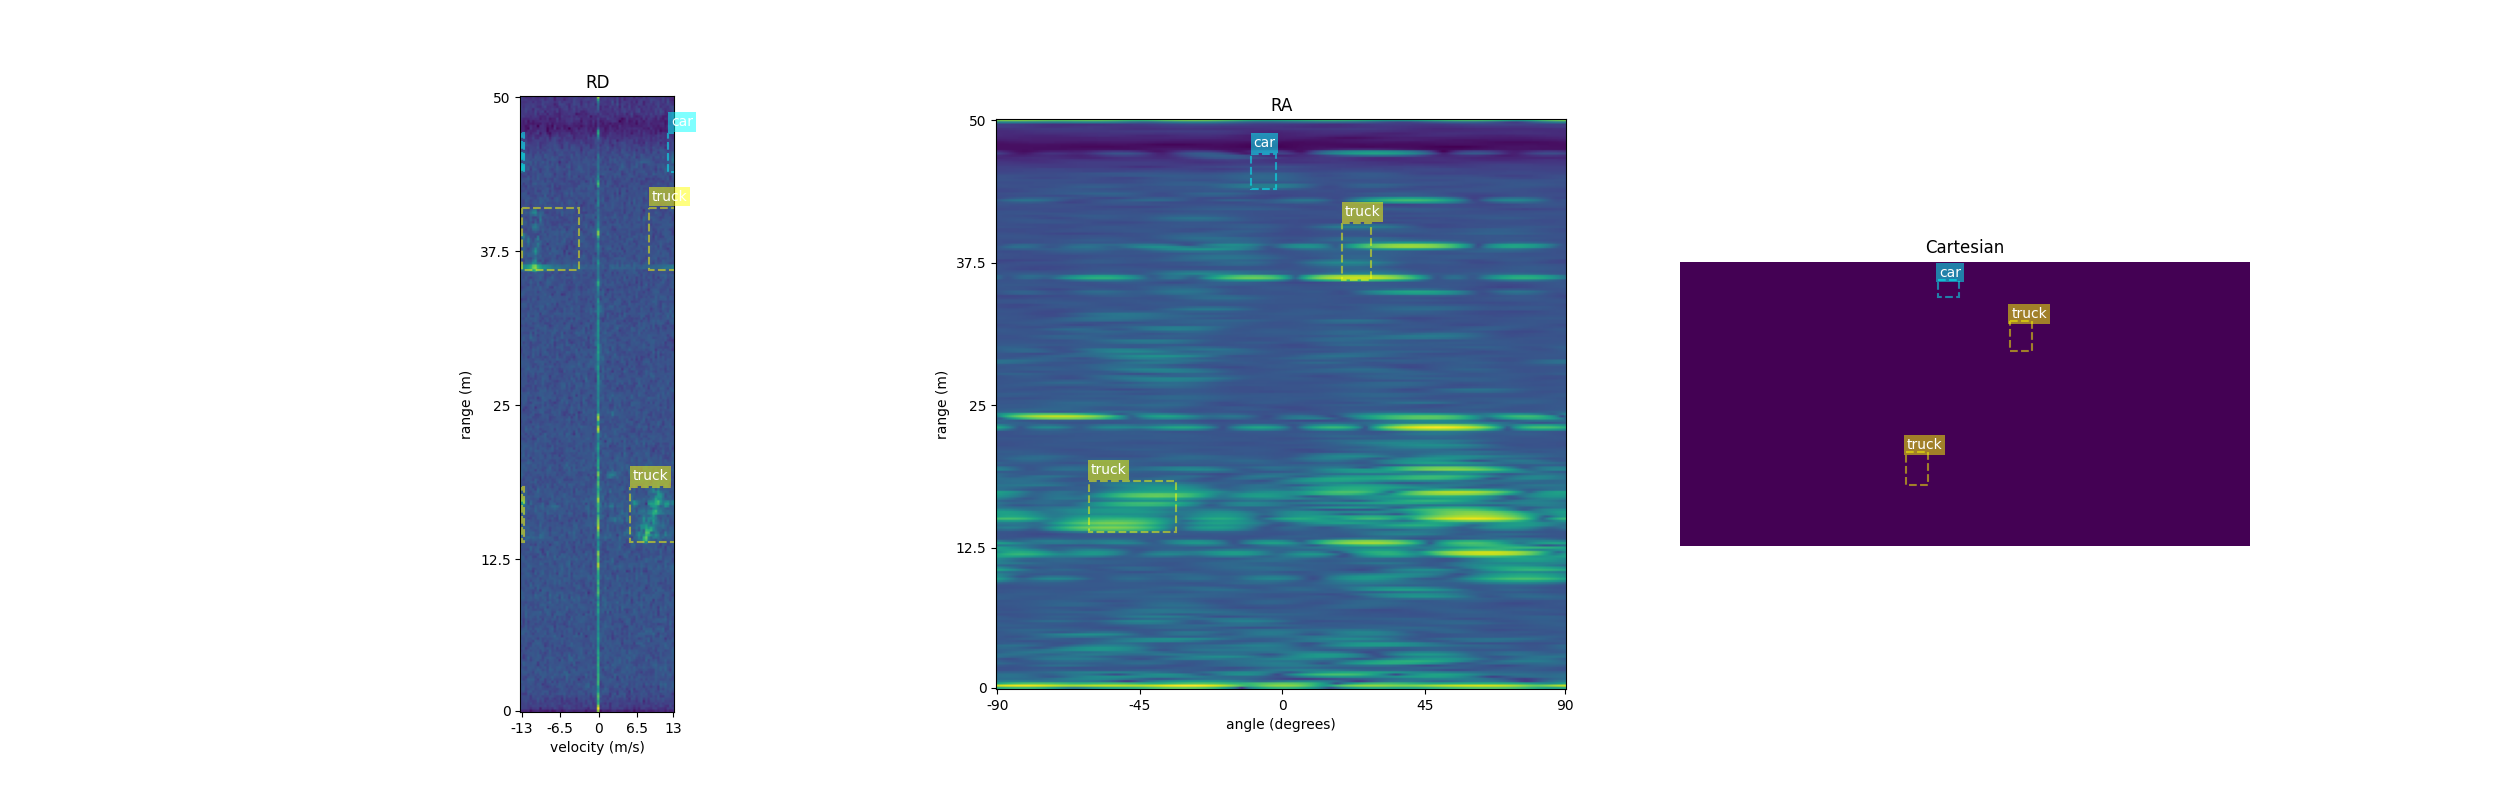 RD
50
37.5
25
12.5
0
range (m)
-13 -6.5 0 6.5 13
velocity (m/s)
car
truck
truck
RA
50
37.5
25
12.5
0
range (m)
-90 -45 0 45 90
angle (degrees)
car
truck
truck
Cartesian
car
truck
truck